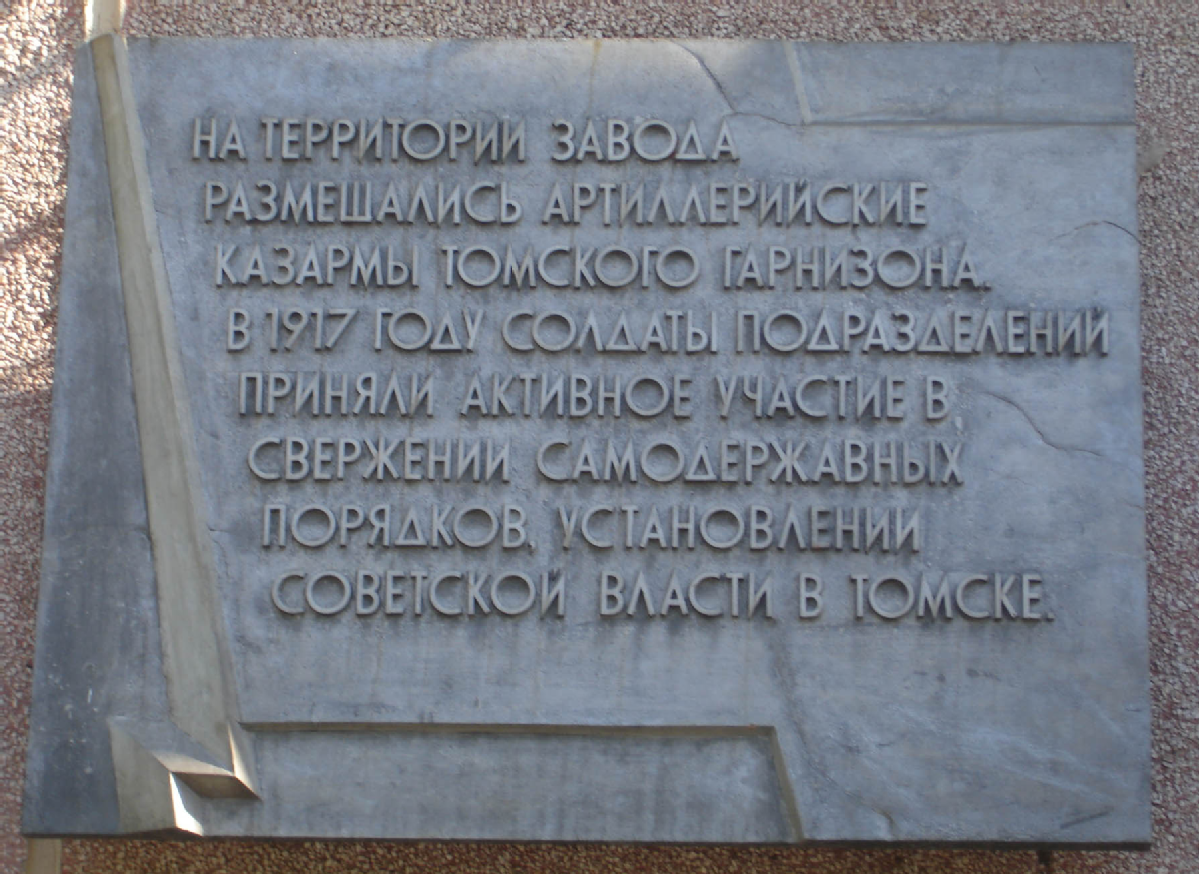 НА ТЕРРИТОРИИ ЗАВОДА
РАЗМЕЩАЛИСЬ АРТИЛЛЕРИЙСКИЕ
КАЗАРМЫ ТОМСКОГО ГАРНИЗОНА.
В 1917 ГОДУ СОЛДАТЫ ПОДРАЗДЕЛЕНИЙ
ПРИНЯЛИ АКТИВНОЕ УЧАСТИЕ В
СВЕРЖЕНИИ САМОДЕРЖАВНЫХ
ПОРЯДКОВ, УСТАНОВЛЕНИИ
СОВЕТСКОЙ ВЛАСТИ В ТОМСКЕ.